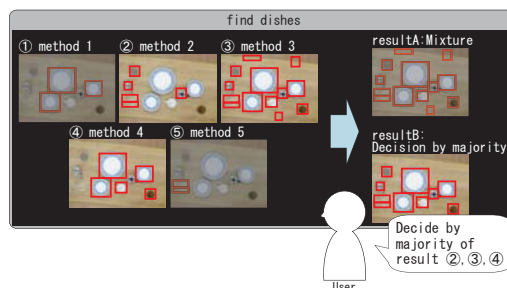 find dishes
① method 1
② method 2
③ method 3
④ method 4
⑤ method 5
resultA:Mixture
resultB:
Decision by majority
Decide by
majority of
result ②,③,④
User